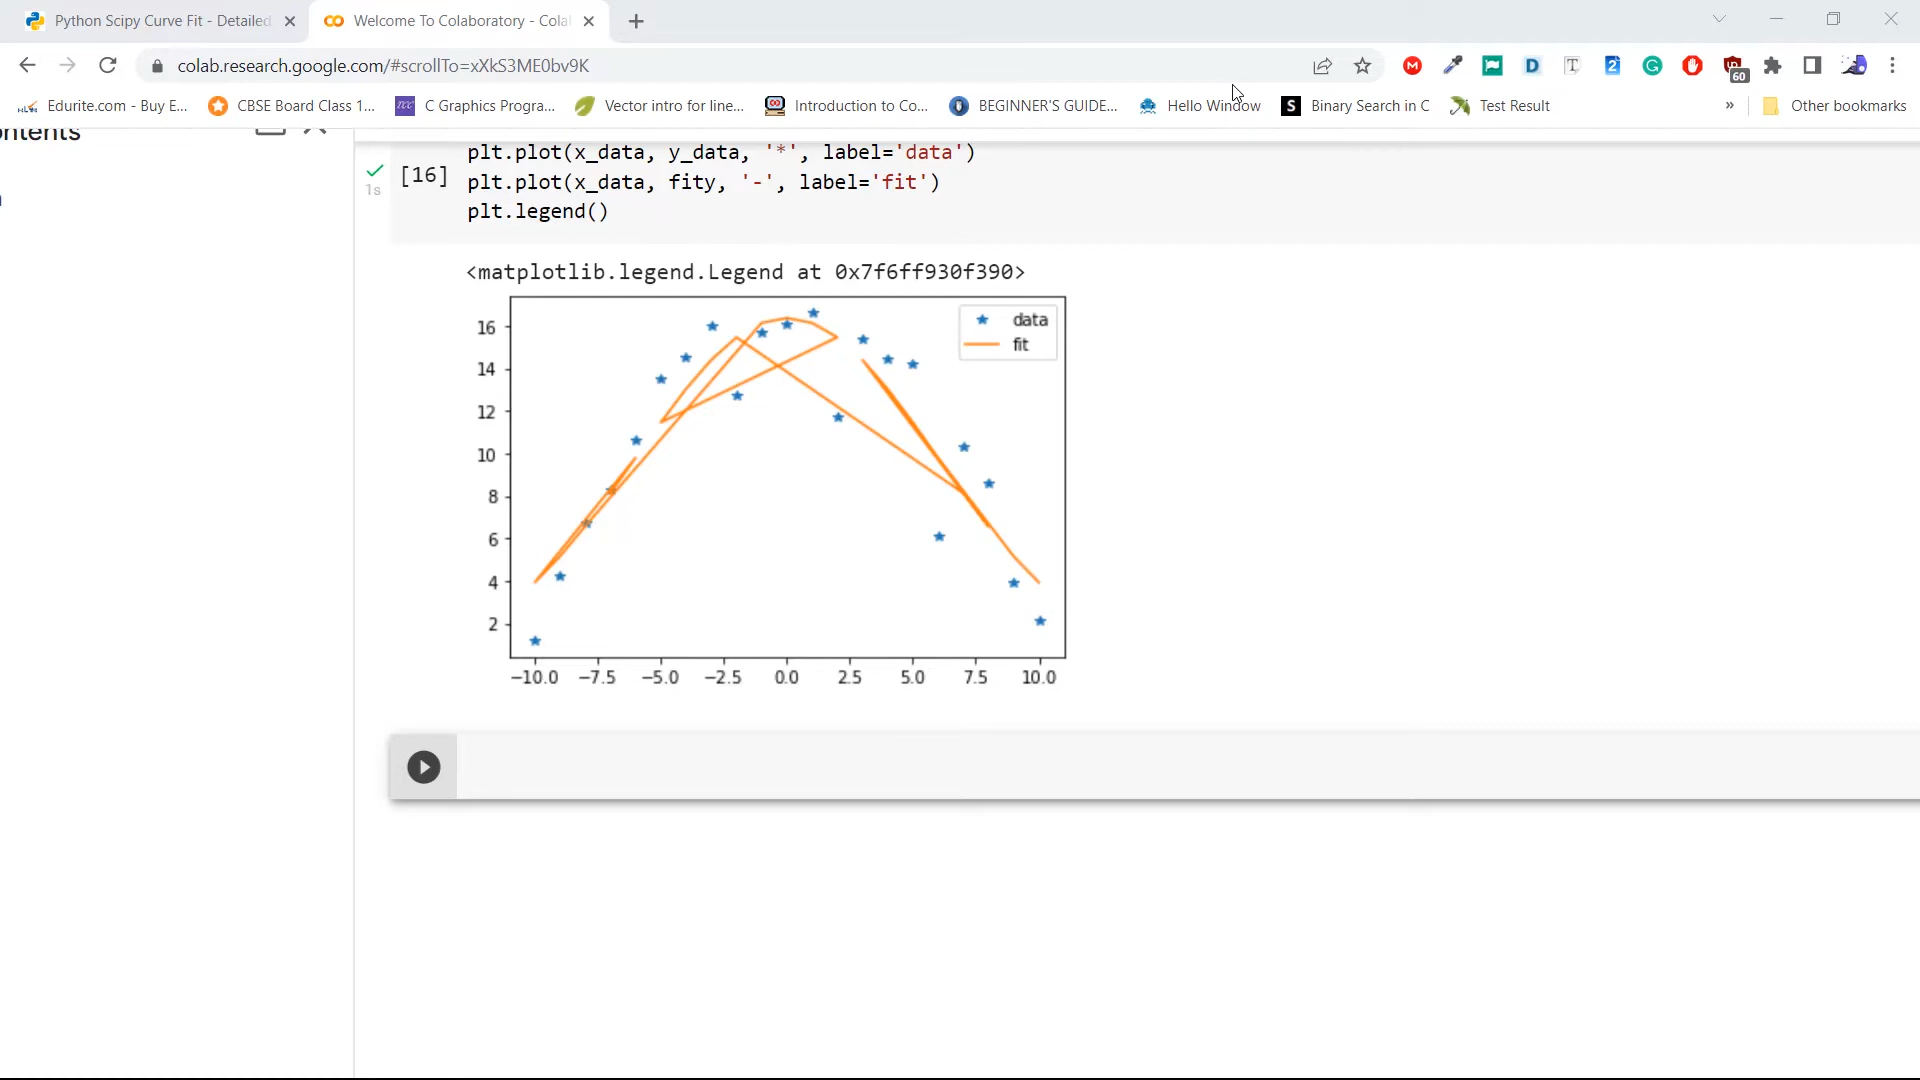 Python Scipy Curve Fit - Detailed
Welcome To Colaboratory - Cola
colab.research.google.com/#scrollTo=xXkS3ME0bv9K
60
Edurite.com - Buy E...
CBSE Board Class 1...
C Graphics Progra...
Vector intro for line...
Introduction to Co...
BEGINNER'S GUIDE...
Hello Window
Binary Search in C
Test Result
»
Other bookmarks
ontents
plt.plot(x_data, y_data, '*', label='data')
[16]
1s
plt.plot(x_data, fity, '-', label='fit')
plt.legend()
<matplotlib.legend.Legend at 0x7f6ff930f390>
data
fit
16
14
12
10
8
6
4
2
−10.0 −7.5 −5.0 −2.5 0.0 2.5 5.0 7.5 10.0